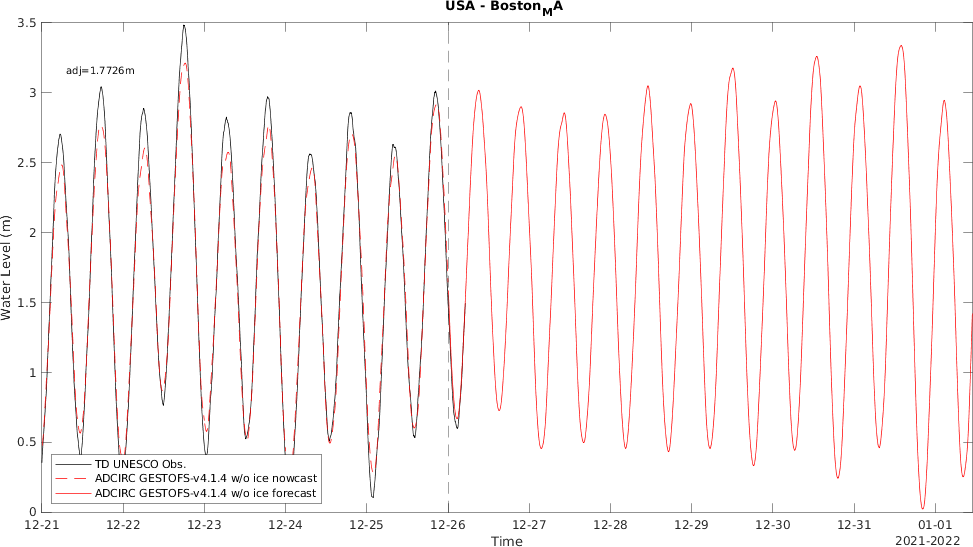 USA - Boston_MA
3.5
adj=1.7726m
3
2.5
2
Water Level (m)
1.5
1
0.5
0
TD UNESCO Obs.
ADCIRC GESTOFS-v4.1.4 w/o ice nowcast
ADCIRC GESTOFS-v4.1.4 w/o ice forecast
12-21 12-22 12-23 12-24 12-25 12-26 12-27 12-28 12-29 12-30 12-31 01-01
Time
2021-2022